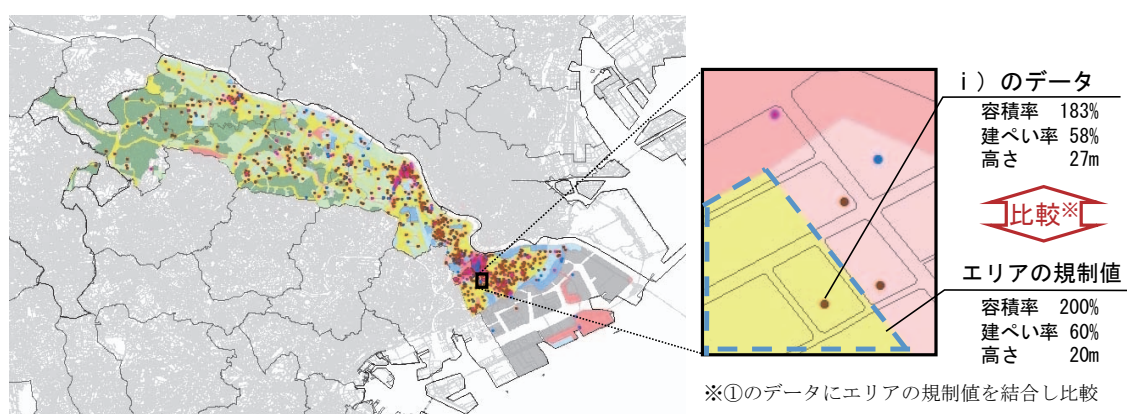 ⅰ）のデータ
容積率 183%
建ぺい率 58%
高さ 27m
比較※
エリアの規制値
容積率 200%
建ぺい率 60%
高さ 20m
※①のデータにエリアの規制値を結合し比較